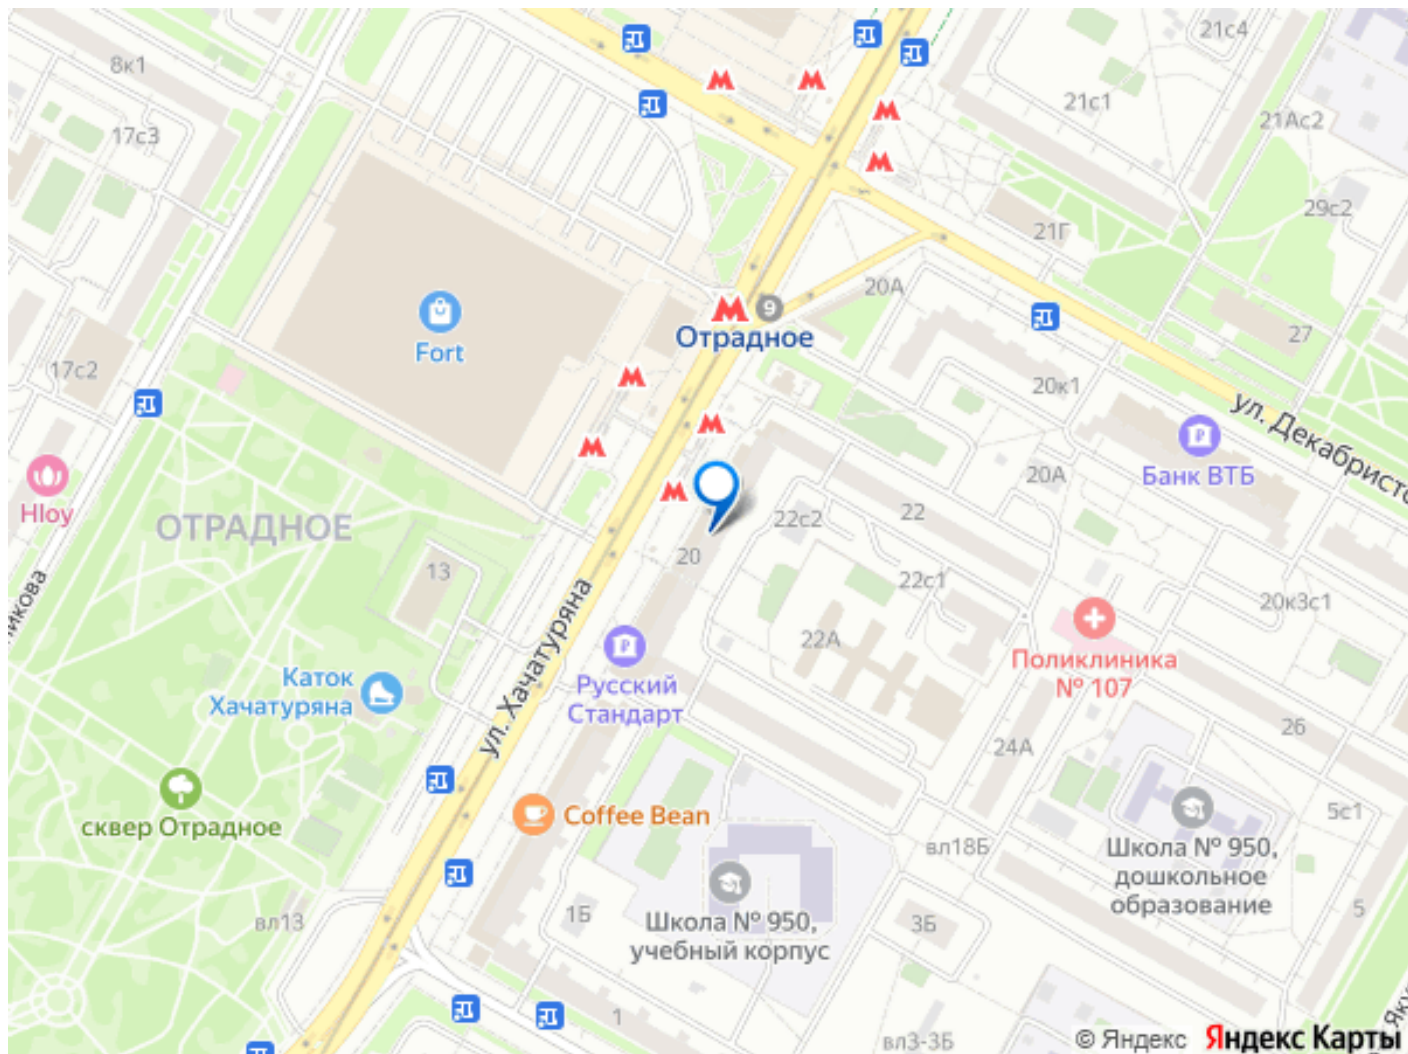 8к1
21с4
17с3
21с1
21Ас2
29с2
21Г
20А
27
9
Отрадное
Fort
17с2
20к1
ул. Декабристо
Банк ВТБ
20А
Hloy
ОТРАДНОЕ
22
22с2
20
13
22с1
20к3с1
икова
ул. Хачатуряна
22А
Поликлиника
№ 107
Каток
Хачатуряна
Русский
Стандарт
26
24А
сквер Отрадное
Coffee Bean
5с1
вл18Б
Школа № 950,
дошкольное
образование
5
вл13
1Б
Школа № 950,
учебный корпус
3Б
1
вл3-3Б
Яку
© Яндекс
Яндекс Карты